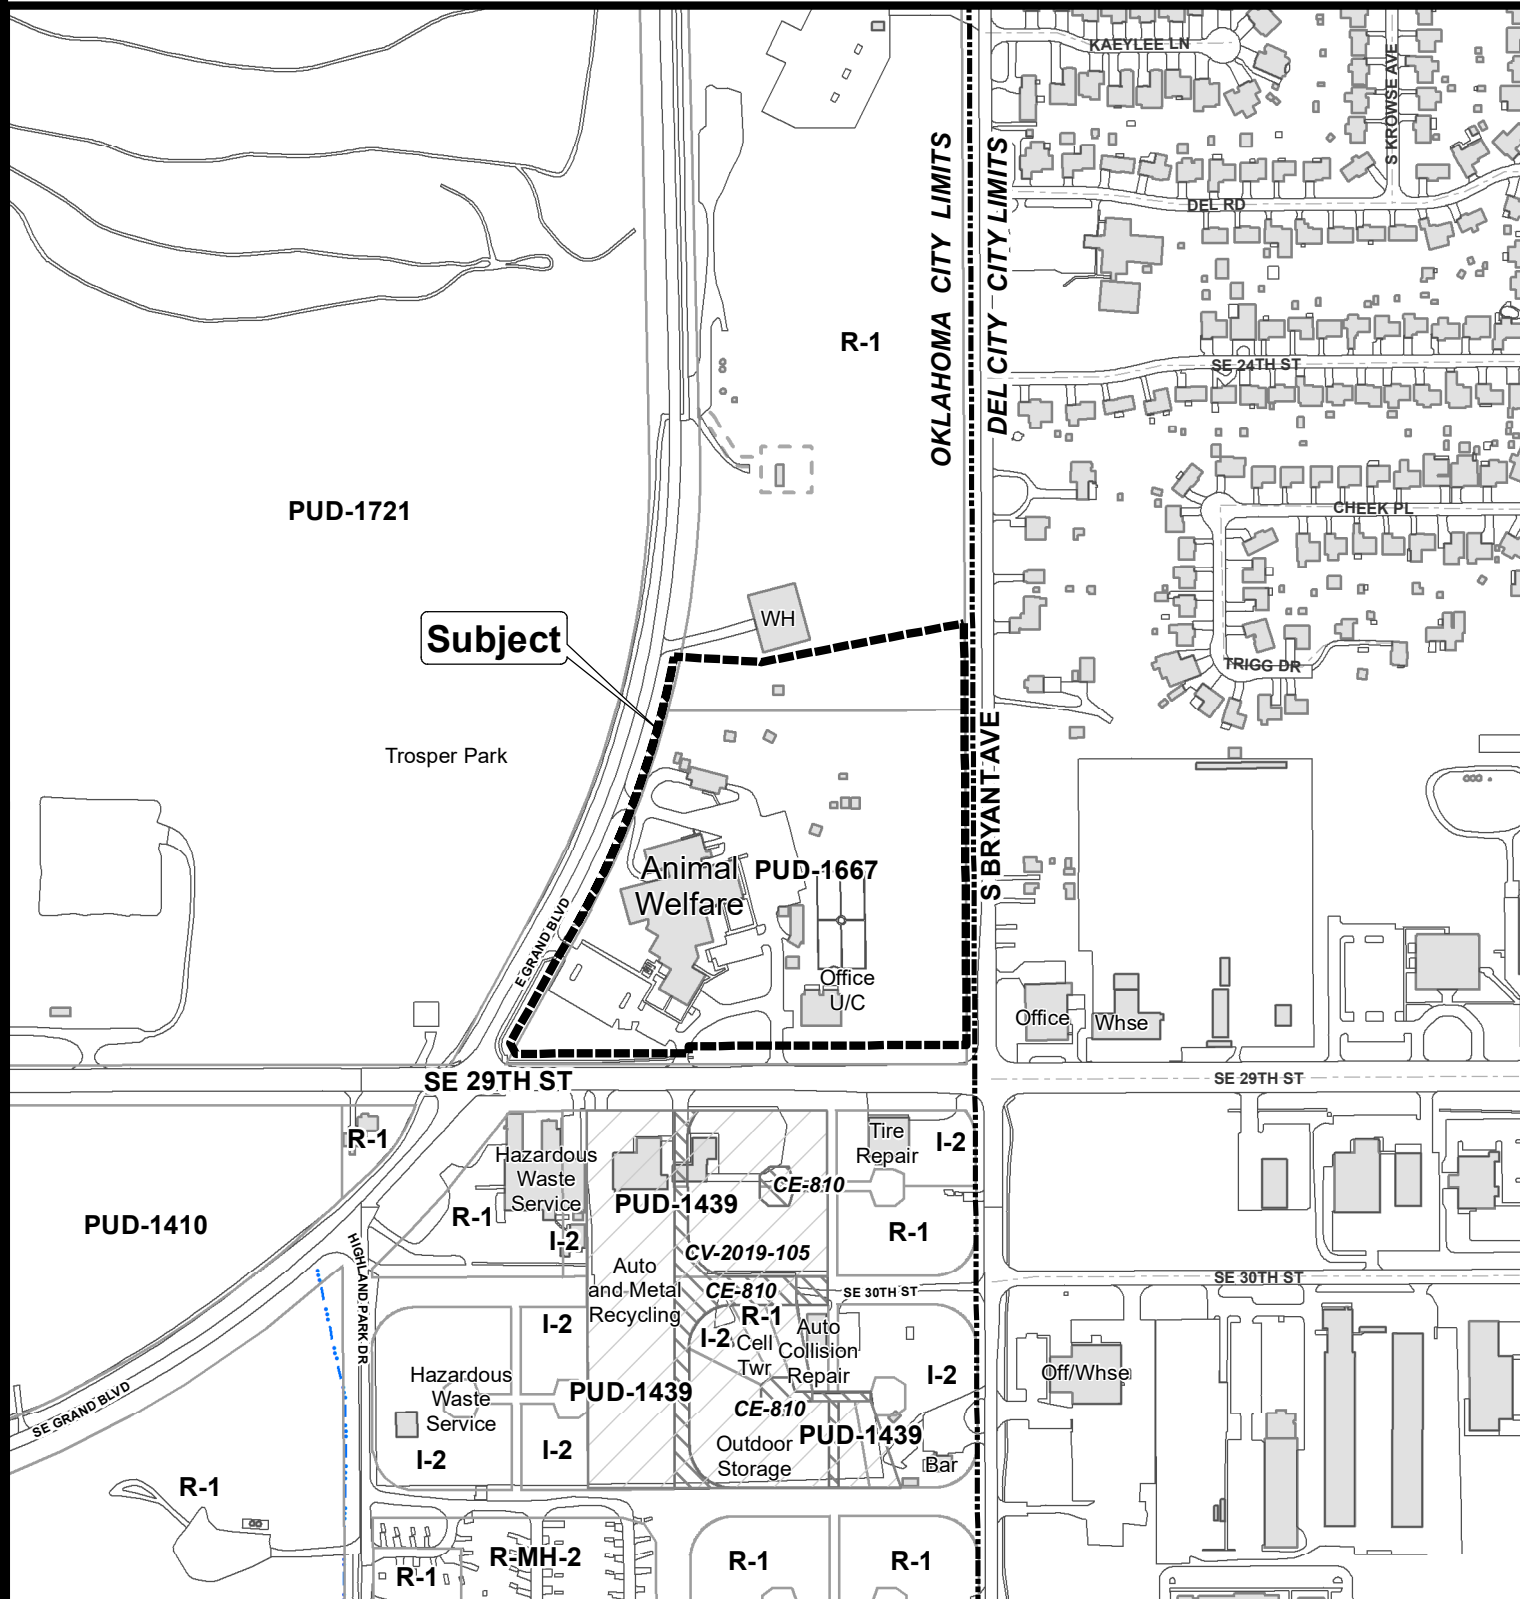 KAEYLEE LN
S KROWSE AVE
OKLAHOMA CITY LIMITS
DEL CITY CITY LIMITS
DEL RD
R-1
SE 24TH ST
PUD-1721
CHEEK PL
WH
Subject
TRIGG DR
S BRYANT AVE
Trosper Park
Animal
Welfare
PUD-1667
E GRAND BLVD
Office
U/C
Office
Whse
SE 29TH ST
SE 29TH ST
R-1
Hazardous
Waste
Service
Tire
Repair
I-2
CE-810
PUD-1439
PUD-1410
R-1
I-2
R-1
HIGHLAND PARK DR
CV-2019-105
Auto
and Metal
Recycling
CE-810
SE 30TH ST
SE 30TH ST
I-2
R-1
I-2
Cell
Twr
Auto
Collision
Repair
Hazardous
Waste
Service
PUD-1439
I-2
Off/Whse
SE GRAND BLVD
CE-810
PUD-1439
Outdoor
Storage
I-2
I-2
Bar
R-1
R-MH-2
R-1
R-1
R-1